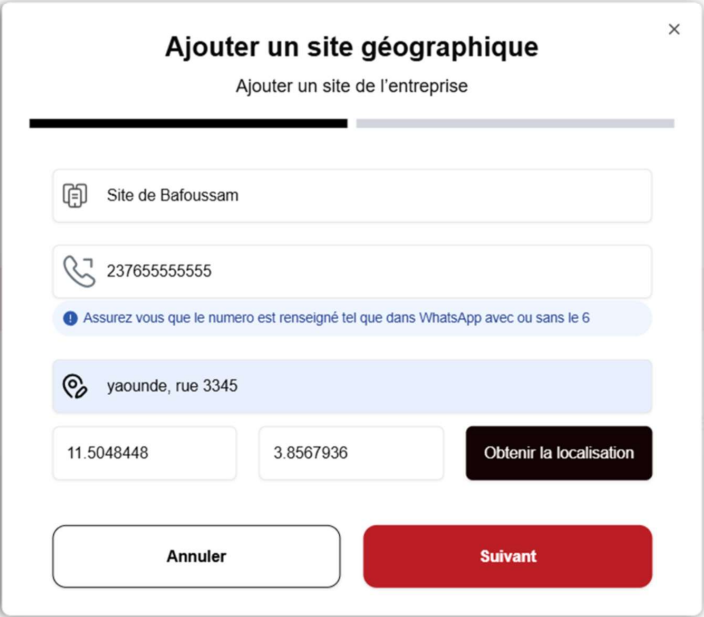 Ajouter un site géographique
Ajouter un site de l’entreprise
Site de Bafoussam
237655555555
Assurez vous que le numero est renseigné tel que dans WhatsApp avec ou sans le 6
yaounde, rue 3345
11.5048448
3.8567936
Obtenir la localisation
Annuler
Suivant